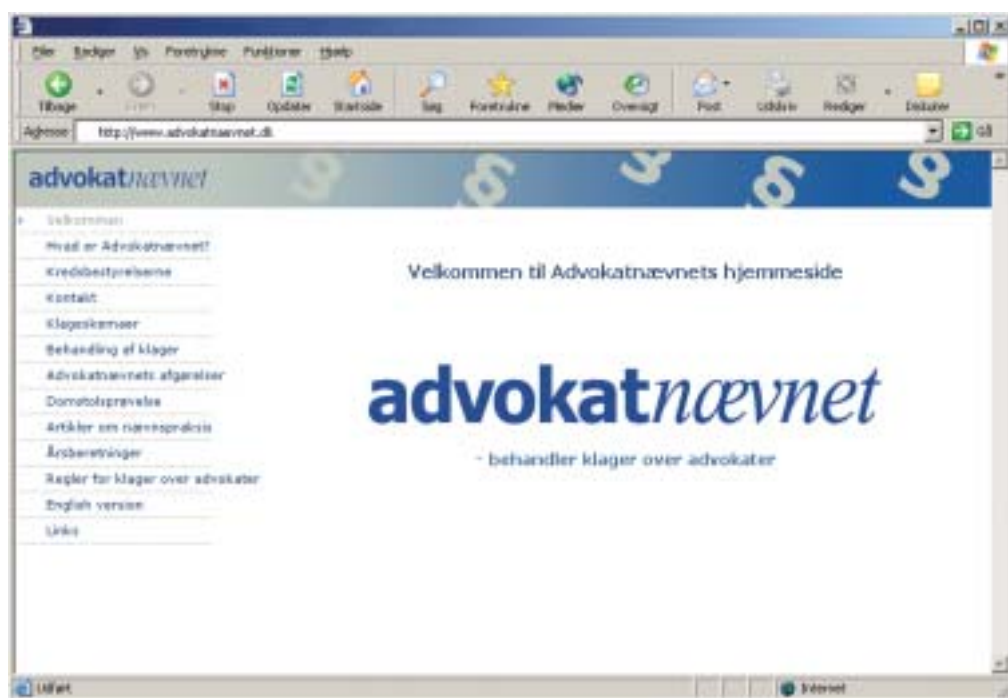 Filer Rediger Vis Foretrukne Funktioner Hjælp
Tilbage Frem Stop Opdater Startside Søg Foretrukne Medier Oversigt Post Udskriv Rediger Diskuter
Adresse http://www.advokatnaevnet.dk Gå
advokatnævnet
Velkommen
Hvad er Advokatnævnet?
Kredsbestyrelserne
Kontakt
Klageskemaer
Behandling af klager
Advokatnævnets afgørelser
Domstolsprøvelse
Artikler om nævnspraksis
Årsberetninger
Regler for klager over advokater
English version
Links
Velkommen til Advokatnævnets hjemmeside
advokatnævnet
- behandler klager over advokater
Udført Internet